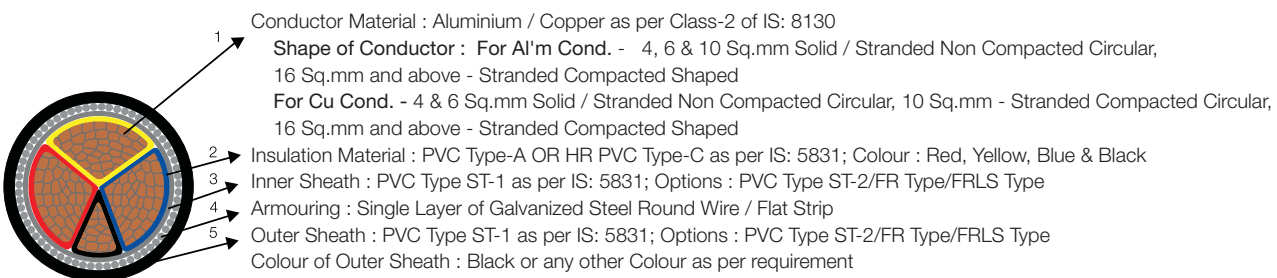 Conductor Material : Aluminium / Copper as per Class-2 of IS: 8130
1
Shape of Conductor : For Al'm Cond. - 4, 6 & 10 Sq.mm Solid / Stranded Non Compacted Circular,
16 Sq.mm and above - Stranded Compacted Shaped
For Cu Cond. - 4 & 6 Sq.mm Solid / Stranded Non Compacted Circular, 10 Sq.mm - Stranded Compacted Circular,
16 Sq.mm and above - Stranded Compacted Shaped
2 Insulation Material : PVC Type-A OR HR PVC Type-C as per IS: 5831; Colour : Red, Yellow, Blue & Black
3 Inner Sheath : PVC Type ST-1 as per IS: 5831; Options : PVC Type ST-2/FR Type/FRLS Type
4 Armouring : Single Layer of Galvanized Steel Round Wire / Flat Strip
5 Outer Sheath : PVC Type ST-1 as per IS: 5831; Options : PVC Type ST-2/FR Type/FRLS Type
Colour of Outer Sheath : Black or any other Colour as per requirement